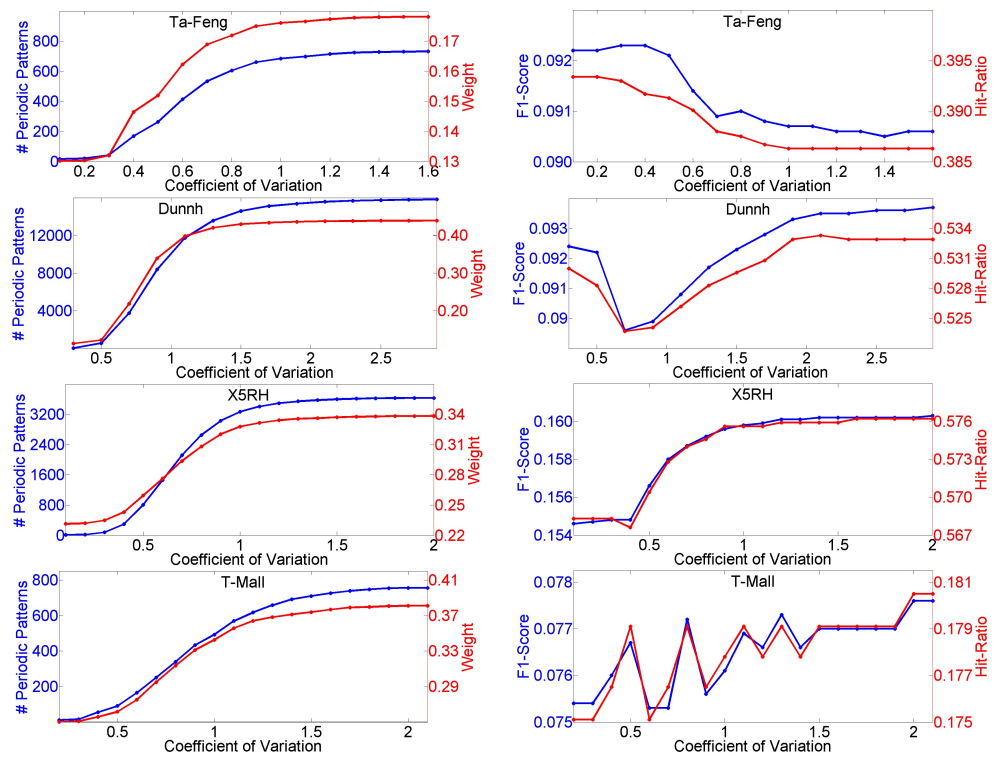 Ta-Feng
# Periodic Patterns
800
600
400
200
0
0.17
0.16
0.15
0.14
0.13
Weight
0.2 0.4 0.6 0.8 1 1.2 1.4 1.6
Coefficient of Variation
Ta-Feng
F1-Score
0.092
0.091
0.090
0.395
0.390
0.385
Hit-Ratio
0.2 0.4 0.6 0.8 1 1.2 1.4
Coefficient of Variation
Dunnh
# Periodic Patterns
12000
8000
4000
0.40
0.30
0.20
Weight
0.5 1 1.5 2 2.5
Coefficient of Variation
Dunnh
F1-Score
0.093
0.092
0.091
0.09
0.534
0.531
0.528
0.525
Hit-Ratio
0.5 1 1.5 2 2.5
Coefficient of Variation
X5RH
# Periodic Patterns
3200
2400
1600
800
0
0.34
0.31
0.28
0.25
0.22
Weight
0.5 1 1.5 2
Coefficient of Variation
X5RH
F1-Score
0.160
0.158
0.156
0.154
0.576
0.573
0.570
0.567
Hit-Ratio
0.5 1 1.5 2
Coefficient of Variation
T-Mall
# Periodic Patterns
800
600
400
200
0.41
0.37
0.33
0.29
Weight
0.5 1 1.5 2
Coefficient of Variation
T-Mall
F1-Score
0.078
0.077
0.076
0.075
0.181
0.179
0.177
0.175
Hit-Ratio
0.5 1 1.5 2
Coefficient of Variation